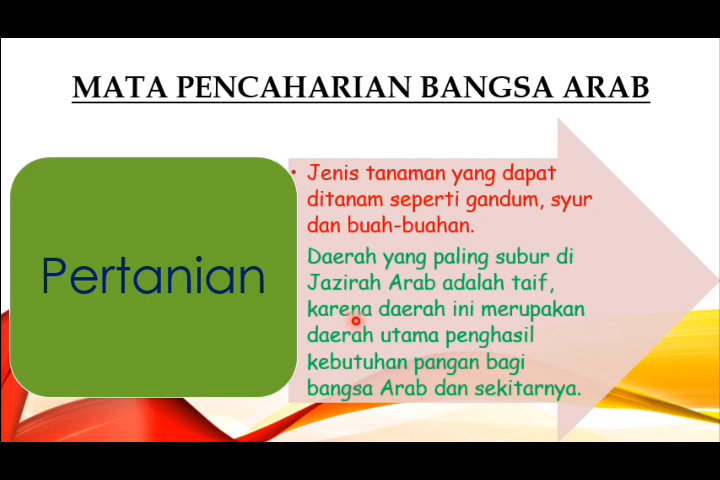 MATA PENCAHARIAN BANGSA ARAB
Pertanian
• Jenis tanaman yang dapat
ditanam seperti gandum, syur
dan buah-buahan.
Daerah yang paling subur di
Jazirah Arab adalah taif,
karena daerah ini merupakan
daerah utama penghasil
kebutuhan pangan bagi
bangsa Arab dan sekitarnya.